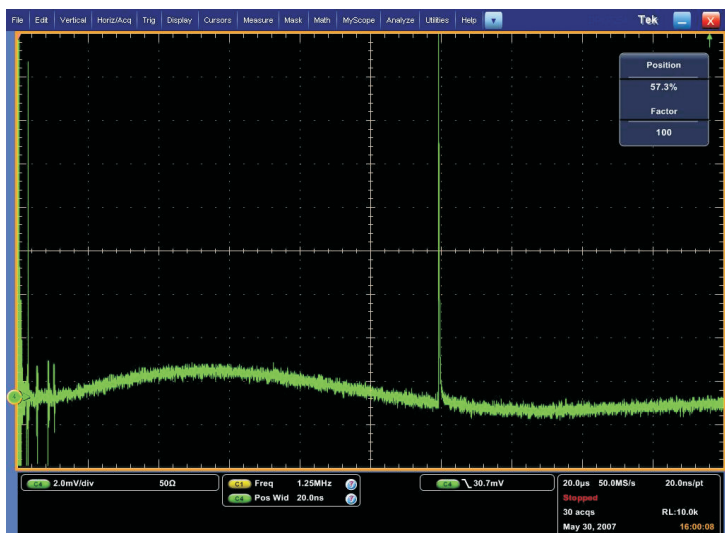 File Edit Vertical Horiz/Acq Trig Display Cursors Measure Mask Math MyScope Analyze Utilities Help Tek X
Position
57.3%
Factor
100
C4 2.0mV/div 50Ω
C1 Freq 1.25MHz
C4 Pos Wid 20.0ns
C4 30.7mV
20.0µs 50.0MS/s 20.0ns/pt
Stopped
30 acqs RL:10.0k
May 30, 2007 16:00:08